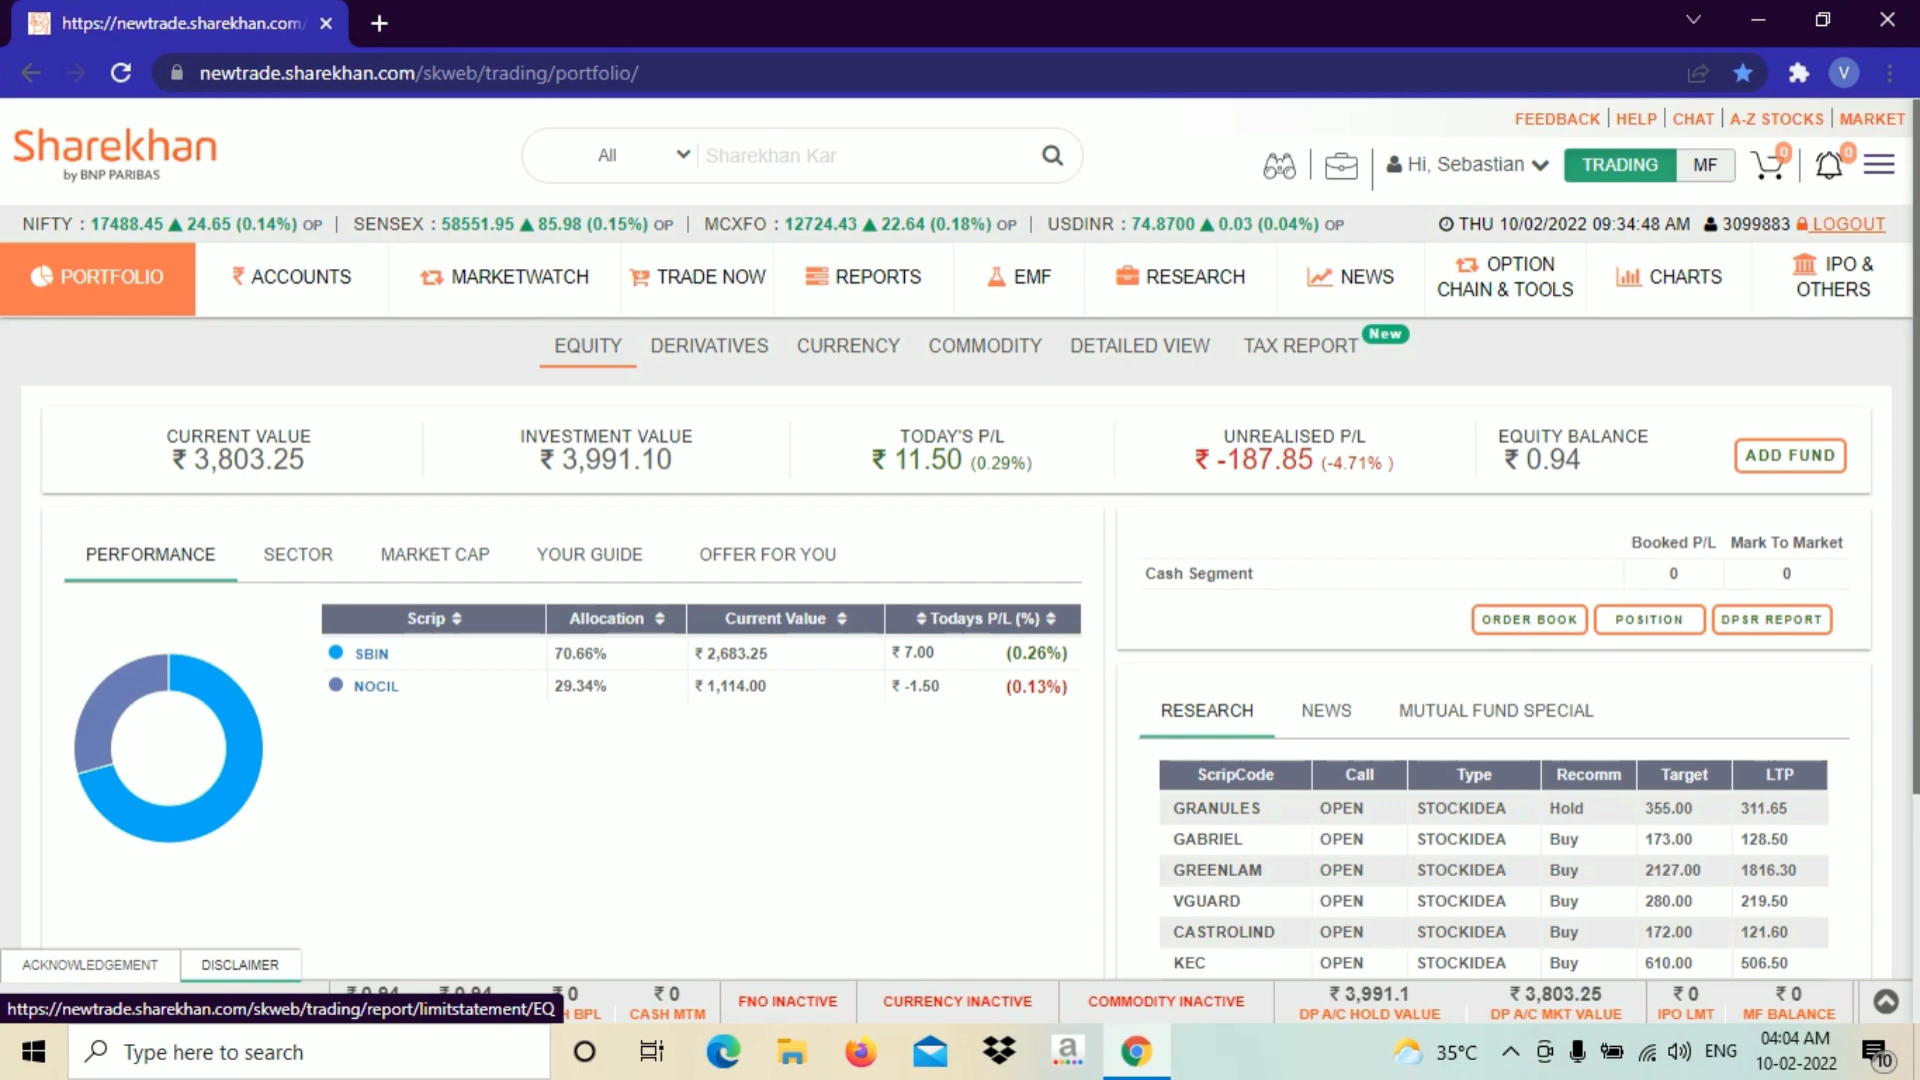 https://newtrade.sharekhan.com/
newtrade.sharekhan.com/skweb/trading/portfolio/
V
FEEDBACK | HELP | CHAT | A-Z STOCKS | MARKET
Sharekhan
by BNP PARIBAS
All
Sharekhan Kar
Hi, Sebastian
TRADING MF
0
0
NIFTY : 17488.45 ▲ 24.65 (0.14%) OP | SENSEX : 58551.95 ▲ 85.98 (0.15%) OP | MCXFO : 12724.43 ▲ 22.64 (0.18%) OP | USDINR : 74.8700 ▲ 0.03 (0.04%) OP
THU 10/02/2022 09:34:48 AM 3099883 LOGOUT
PORTFOLIO ₹ ACCOUNTS MARKETWATCH TRADE NOW REPORTS EMF RESEARCH NEWS OPTION CHAIN & TOOLS CHARTS IPO & OTHERS
EQUITY DERIVATIVES CURRENCY COMMODITY DETAILED VIEW TAX REPORT New
CURRENT VALUE INVESTMENT VALUE TODAY'S P/L UNREALISED P/L EQUITY BALANCE
₹ 3,803.25 ₹ 3,991.10 ₹ 11.50 (0.29%) ₹ -187.85 (-4.71% ) ₹ 0.94 ADD FUND
PERFORMANCE SECTOR MARKET CAP YOUR GUIDE OFFER FOR YOU
Scrip Allocation Current Value Todays P/L (%)
SBIN 70.66% ₹ 2,683.25 ₹ 7.00 (0.26%)
NOCIL 29.34% ₹ 1,114.00 ₹ -1.50 (0.13%)
Booked P/L Mark To Market
Cash Segment 0 0
ORDER BOOK POSITION DPSR REPORT
RESEARCH NEWS MUTUAL FUND SPECIAL
ScripCode Call Type Recomm Target LTP
GRANULES OPEN STOCKIDEA Hold 355.00 311.65
GABRIEL OPEN STOCKIDEA Buy 173.00 128.50
GREENLAM OPEN STOCKIDEA Buy 2127.00 1816.30
VGUARD OPEN STOCKIDEA Buy 280.00 219.50
CASTROLIND OPEN STOCKIDEA Buy 172.00 121.60
KEC OPEN STOCKIDEA Buy 610.00 506.50
ACKNOWLEDGEMENT DISCLAIMER
₹ 0.94 ₹ 0.94 ₹ 0 ₹ 0 FNO INACTIVE CURRENCY INACTIVE COMMODITY INACTIVE ₹ 3,991.1 ₹ 3,803.25 ₹ 0 ₹ 0
BPL CASH MTM DP A/C HOLD VALUE DP A/C MKT VALUE IPO LMT MF BALANCE
https://newtrade.sharekhan.com/skweb/trading/report/limitstatement/EQ
Type here to search
a
35°C
ENG
04:04 AM
10-02-2022
10